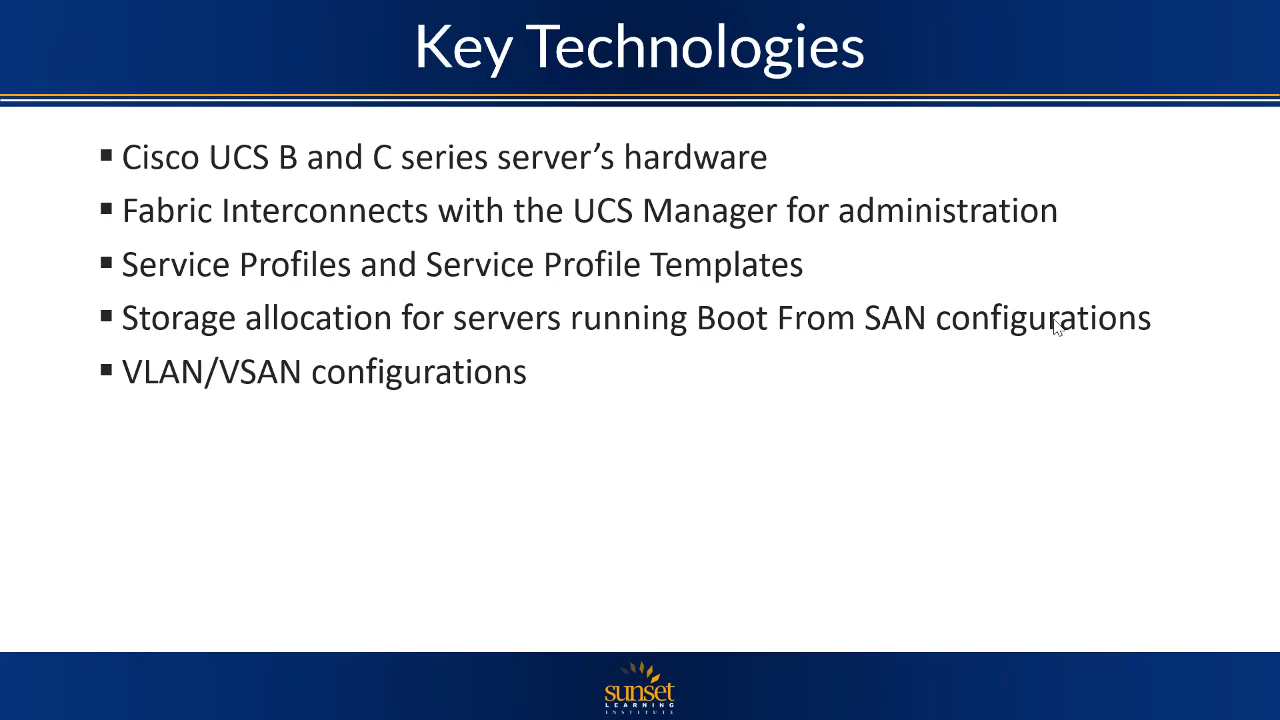 Key Technologies
▪ Cisco UCS B and C series server’s hardware
▪ Fabric Interconnects with the UCS Manager for administration
▪ Service Profiles and Service Profile Templates
▪ Storage allocation for servers running Boot From SAN configurations
▪ VLAN/VSAN configurations
sunset
LEARNING
INSTITUTE